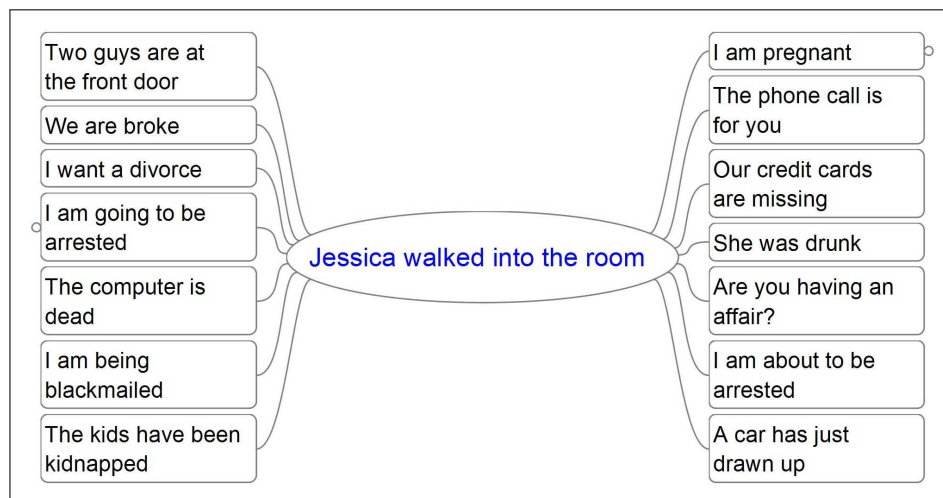 Two guys are at
the front door
We are broke
I want a divorce
I am going to be
arrested
The computer is
dead
I am being
blackmailed
The kids have been
kidnapped
Jessica walked into the room
I am pregnant
The phone call is
for you
Our credit cards
are missing
She was drunk
Are you having an
affair?
I am about to be
arrested
A car has just
drawn up